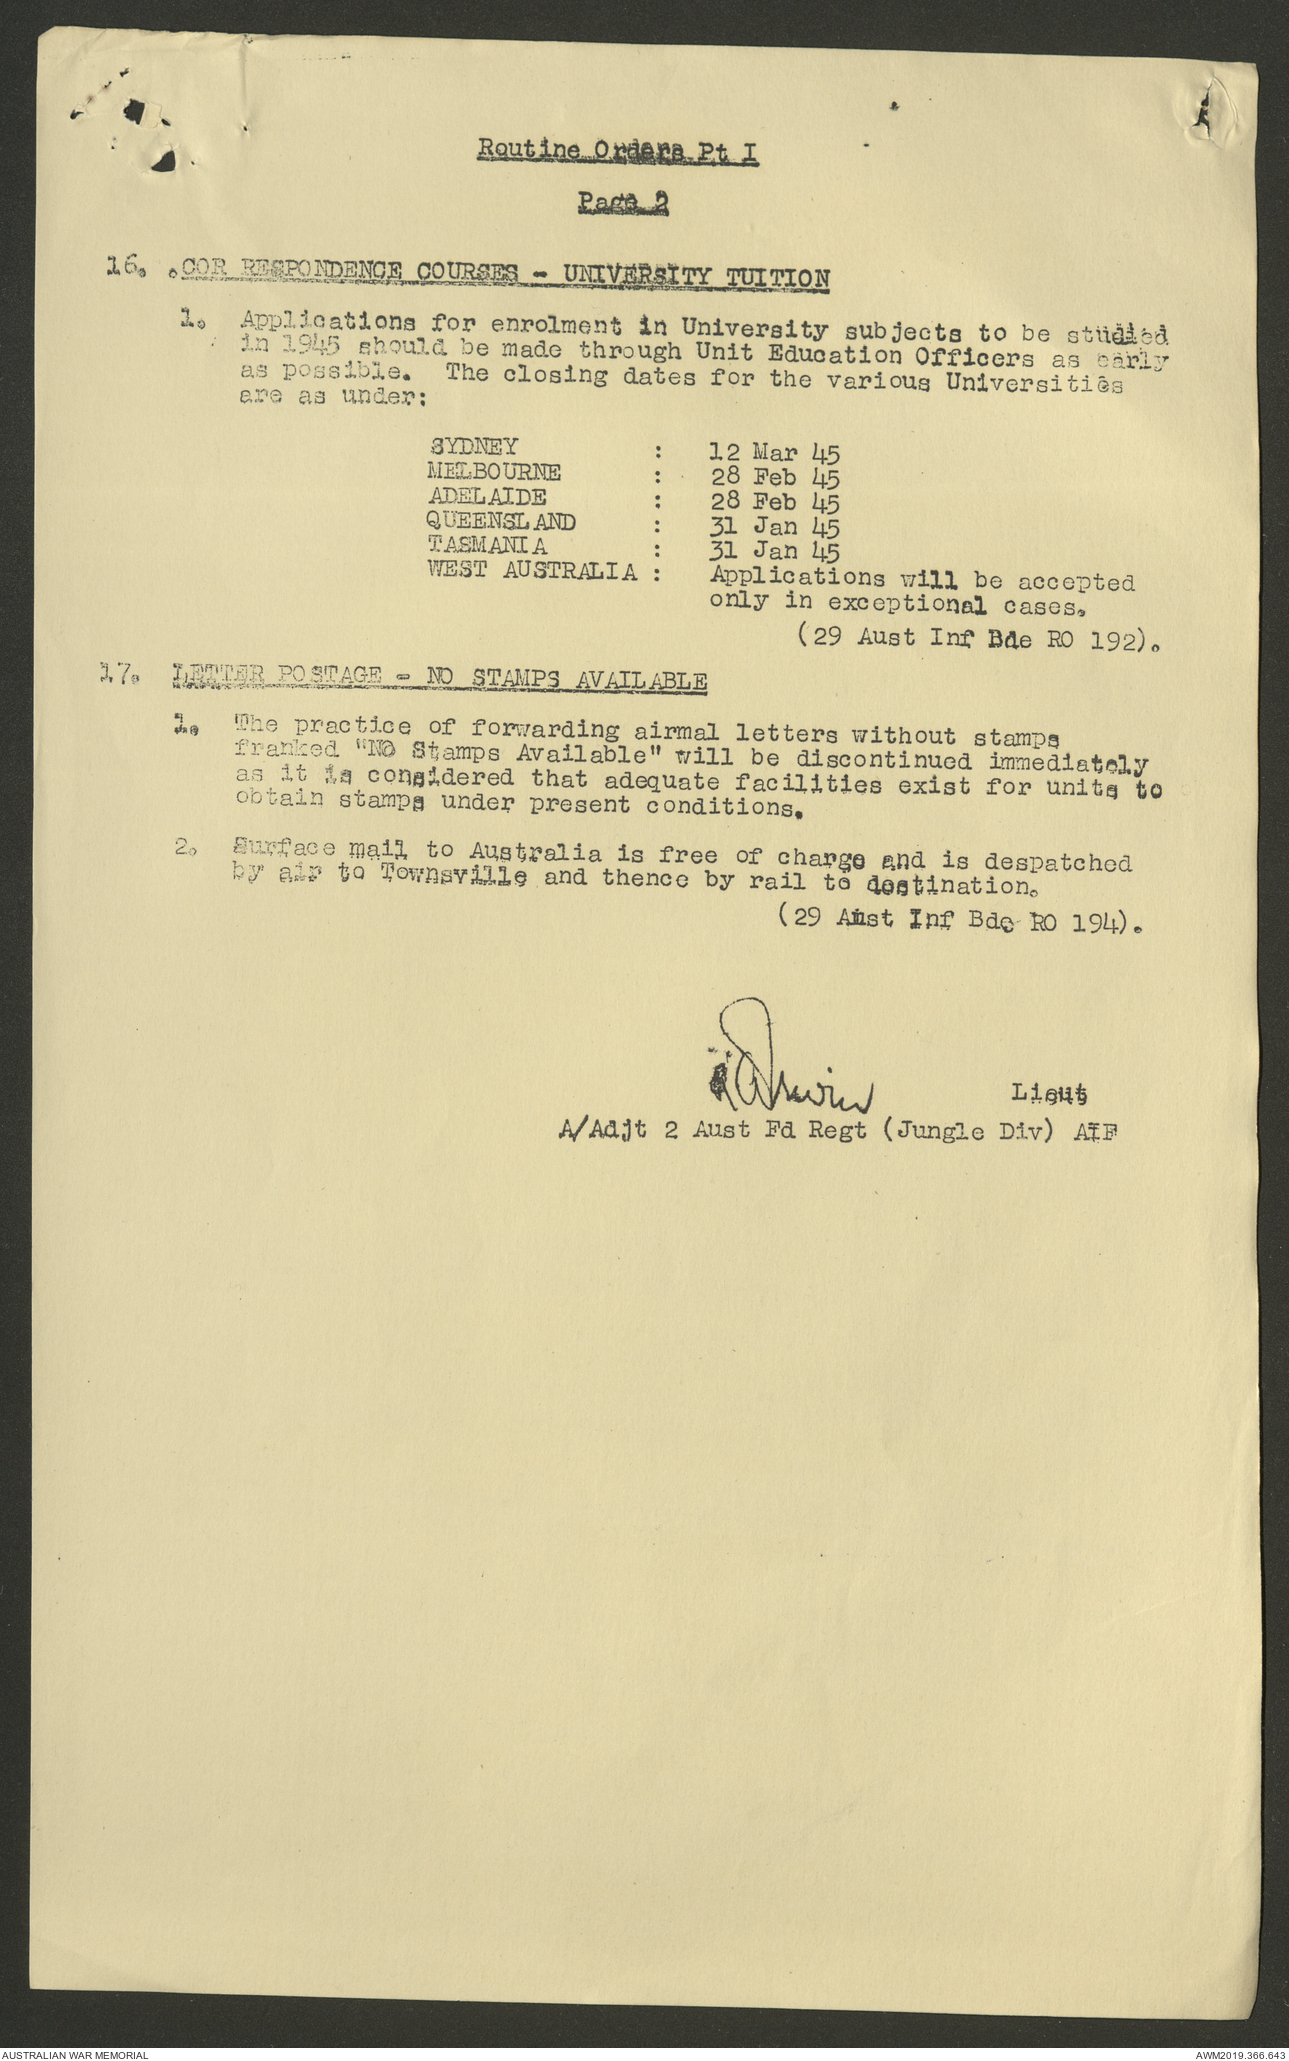 Routine Orders Pt I
Page 2
16. .COR RESPONDENCE COURSES - UNIVERSITY TUITION
1. Applications for enrolment in University subjects to be studied
in 1945 should be made through Unit Education Officers as early
as possible. The closing dates for the various Universities
are as under:
SYDNEY : 12 Mar 45
MELBOURNE : 28 Feb 45
ADELAIDE : 28 Feb 45
QUEENSLAND : 31 Jan 45
TASMANIA : 31 Jan 45
WEST AUSTRALIA : Applications will be accepted
only in exceptional cases.
(29 Aust Inf Bde RO 192).
17. LETTER POSTAGE - NO STAMPS AVAILABLE
1. The practice of forwarding airmal letters without stamps
franked "NO Stamps Available" will be discontinued immediately
as it is considered that adequate facilities exist for units to
obtain stamps under present conditions.
2. Surface mail to Australia is free of charge and is despatched
by air to Townsville and thence by rail to destination.
(29 Aust Inf Bde RO 194).
Lieut
A/Adjt 2 Aust Fd Regt (Jungle Div) AIF
AUSTRALIAN WAR MEMORIAL
AWM2019.366.643